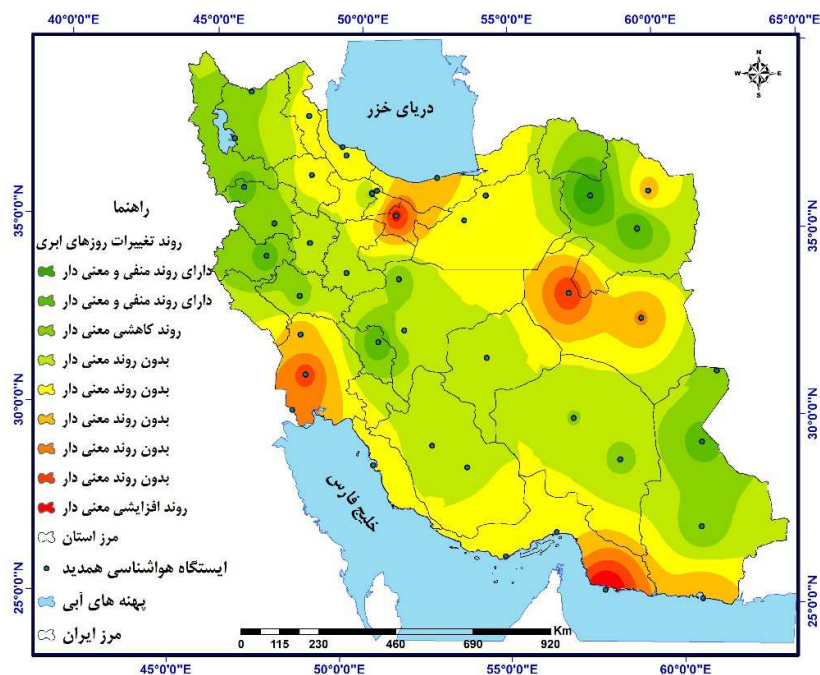 40°0'0"E 45°0'0"E 50°0'0"E 55°0'0"E 60°0'0"E 65°0'0"E
N
W E
S
دریای خزر
35°0'0"N
35°0'0"N
راهنما
روند تغییرات روزهای ابری
دارای روند منفی و معنی دار
دارای روند منفی و معنی دار
روند کاهشی معنی دار
بدون روند معنی دار
بدون روند معنی دار
بدون روند معنی دار
بدون روند معنی دار
بدون روند معنی دار
روند افزایشی معنی دار
مرز استان
ایستگاه هواشناسی همدید
پهنه های آبی
مرز ایران
30°0'0"N
30°0'0"N
خلیج فارس
25°0'0"N
25°0'0"N
Km
0 115 230 460 690 920
45°0'0"E 50°0'0"E 55°0'0"E 60°0'0"E